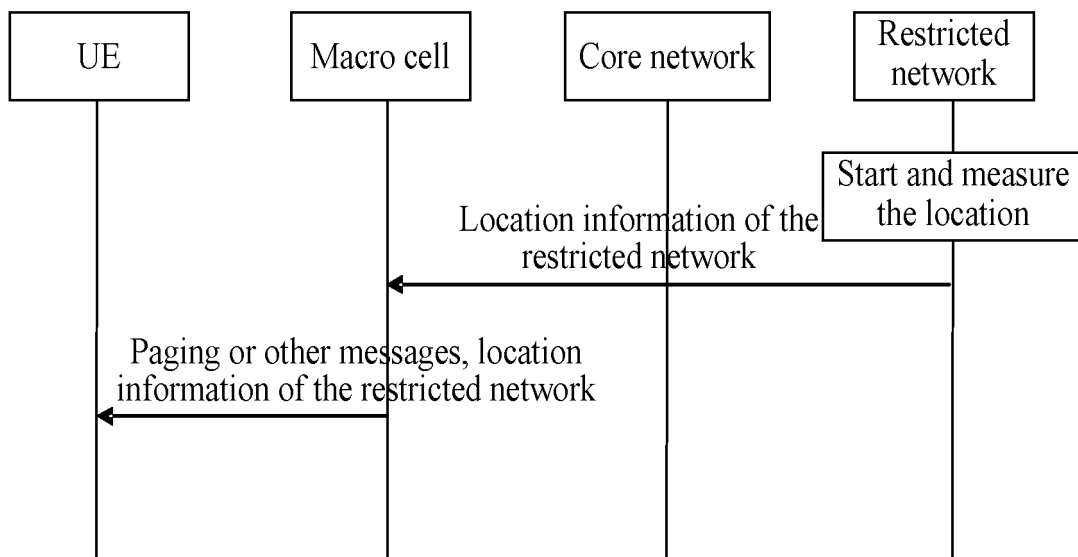 UE
Macro cell
Core network
Restricted
network
Start and measure
the location
Location information of the
restricted network
Paging or other messages, location
information of the restricted network